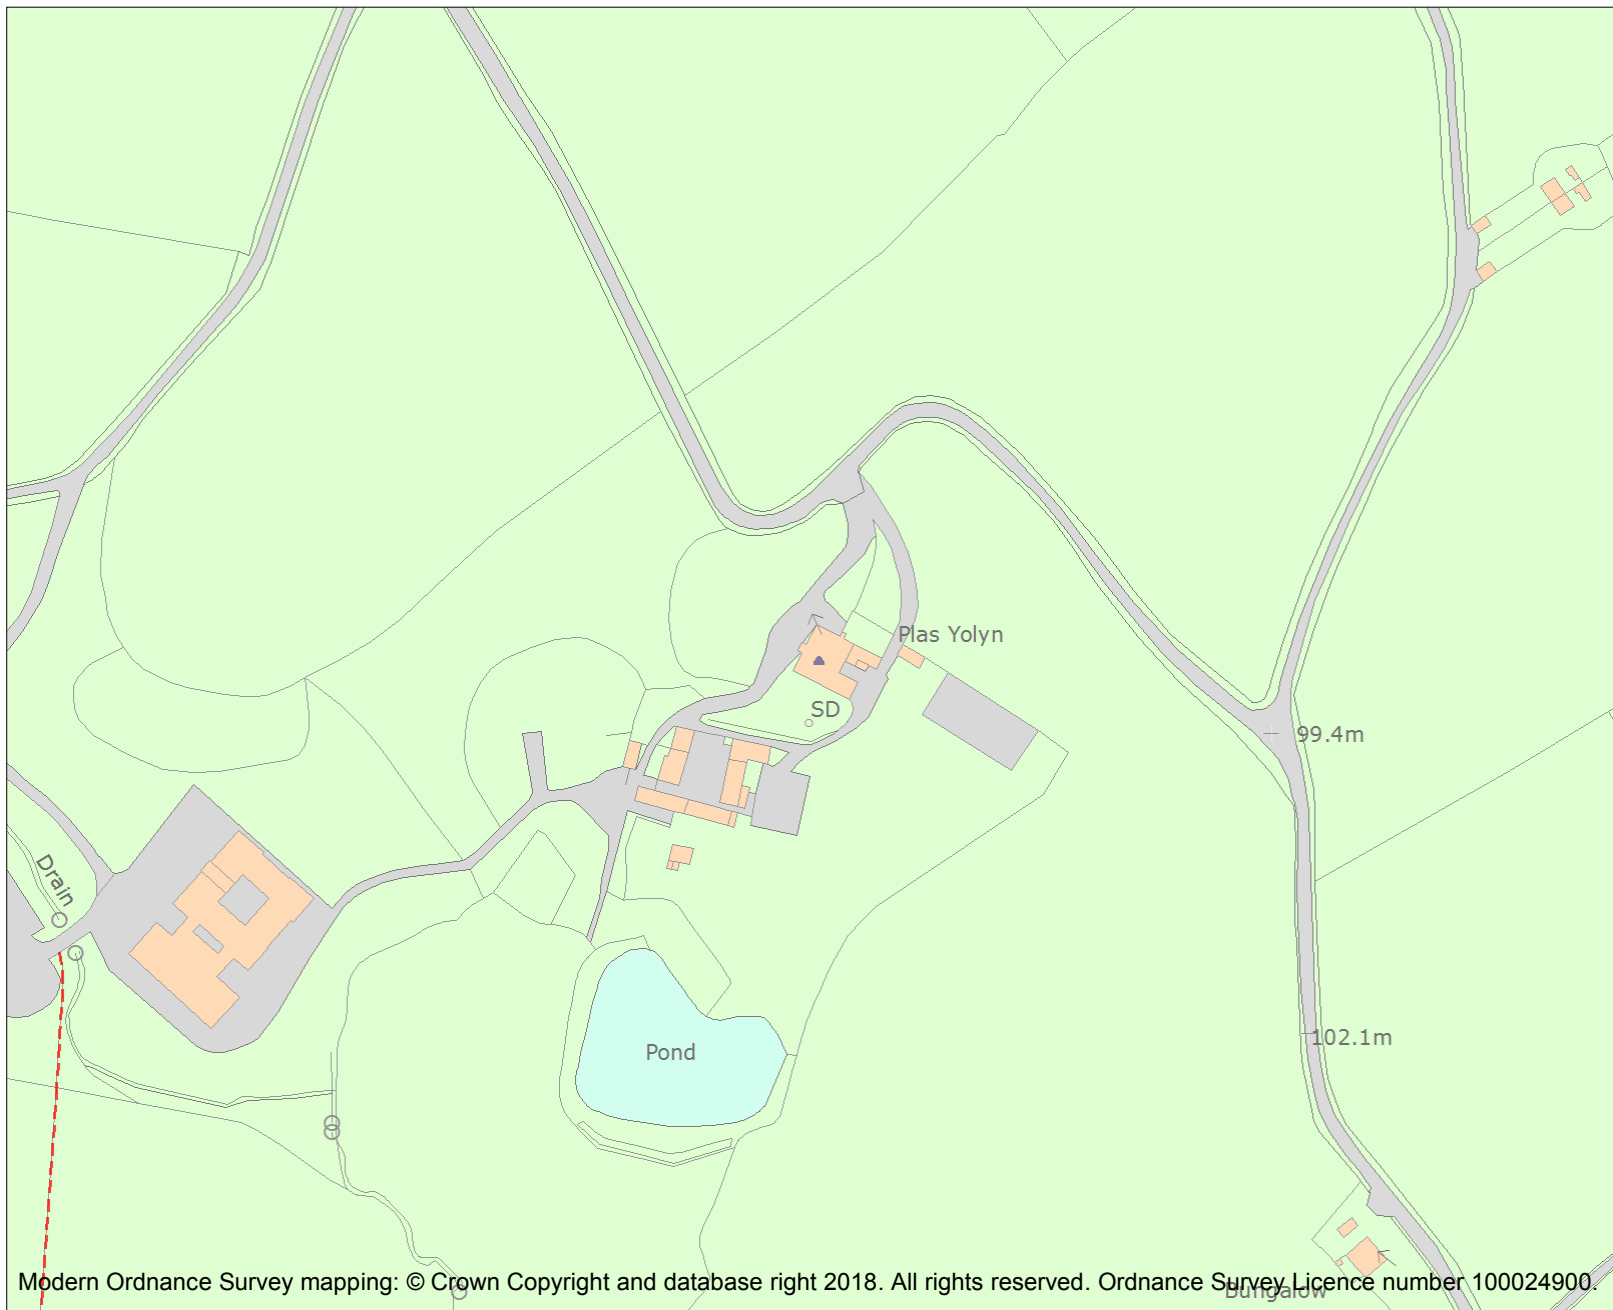 Plas Yolyn
SD
99.4m
Drain
Pond
102.1m
Bungalow
Modern Ordnance Survey mapping: © Crown Copyright and database right 2018. All rights reserved. Ordnance Survey Licence number 100024900.